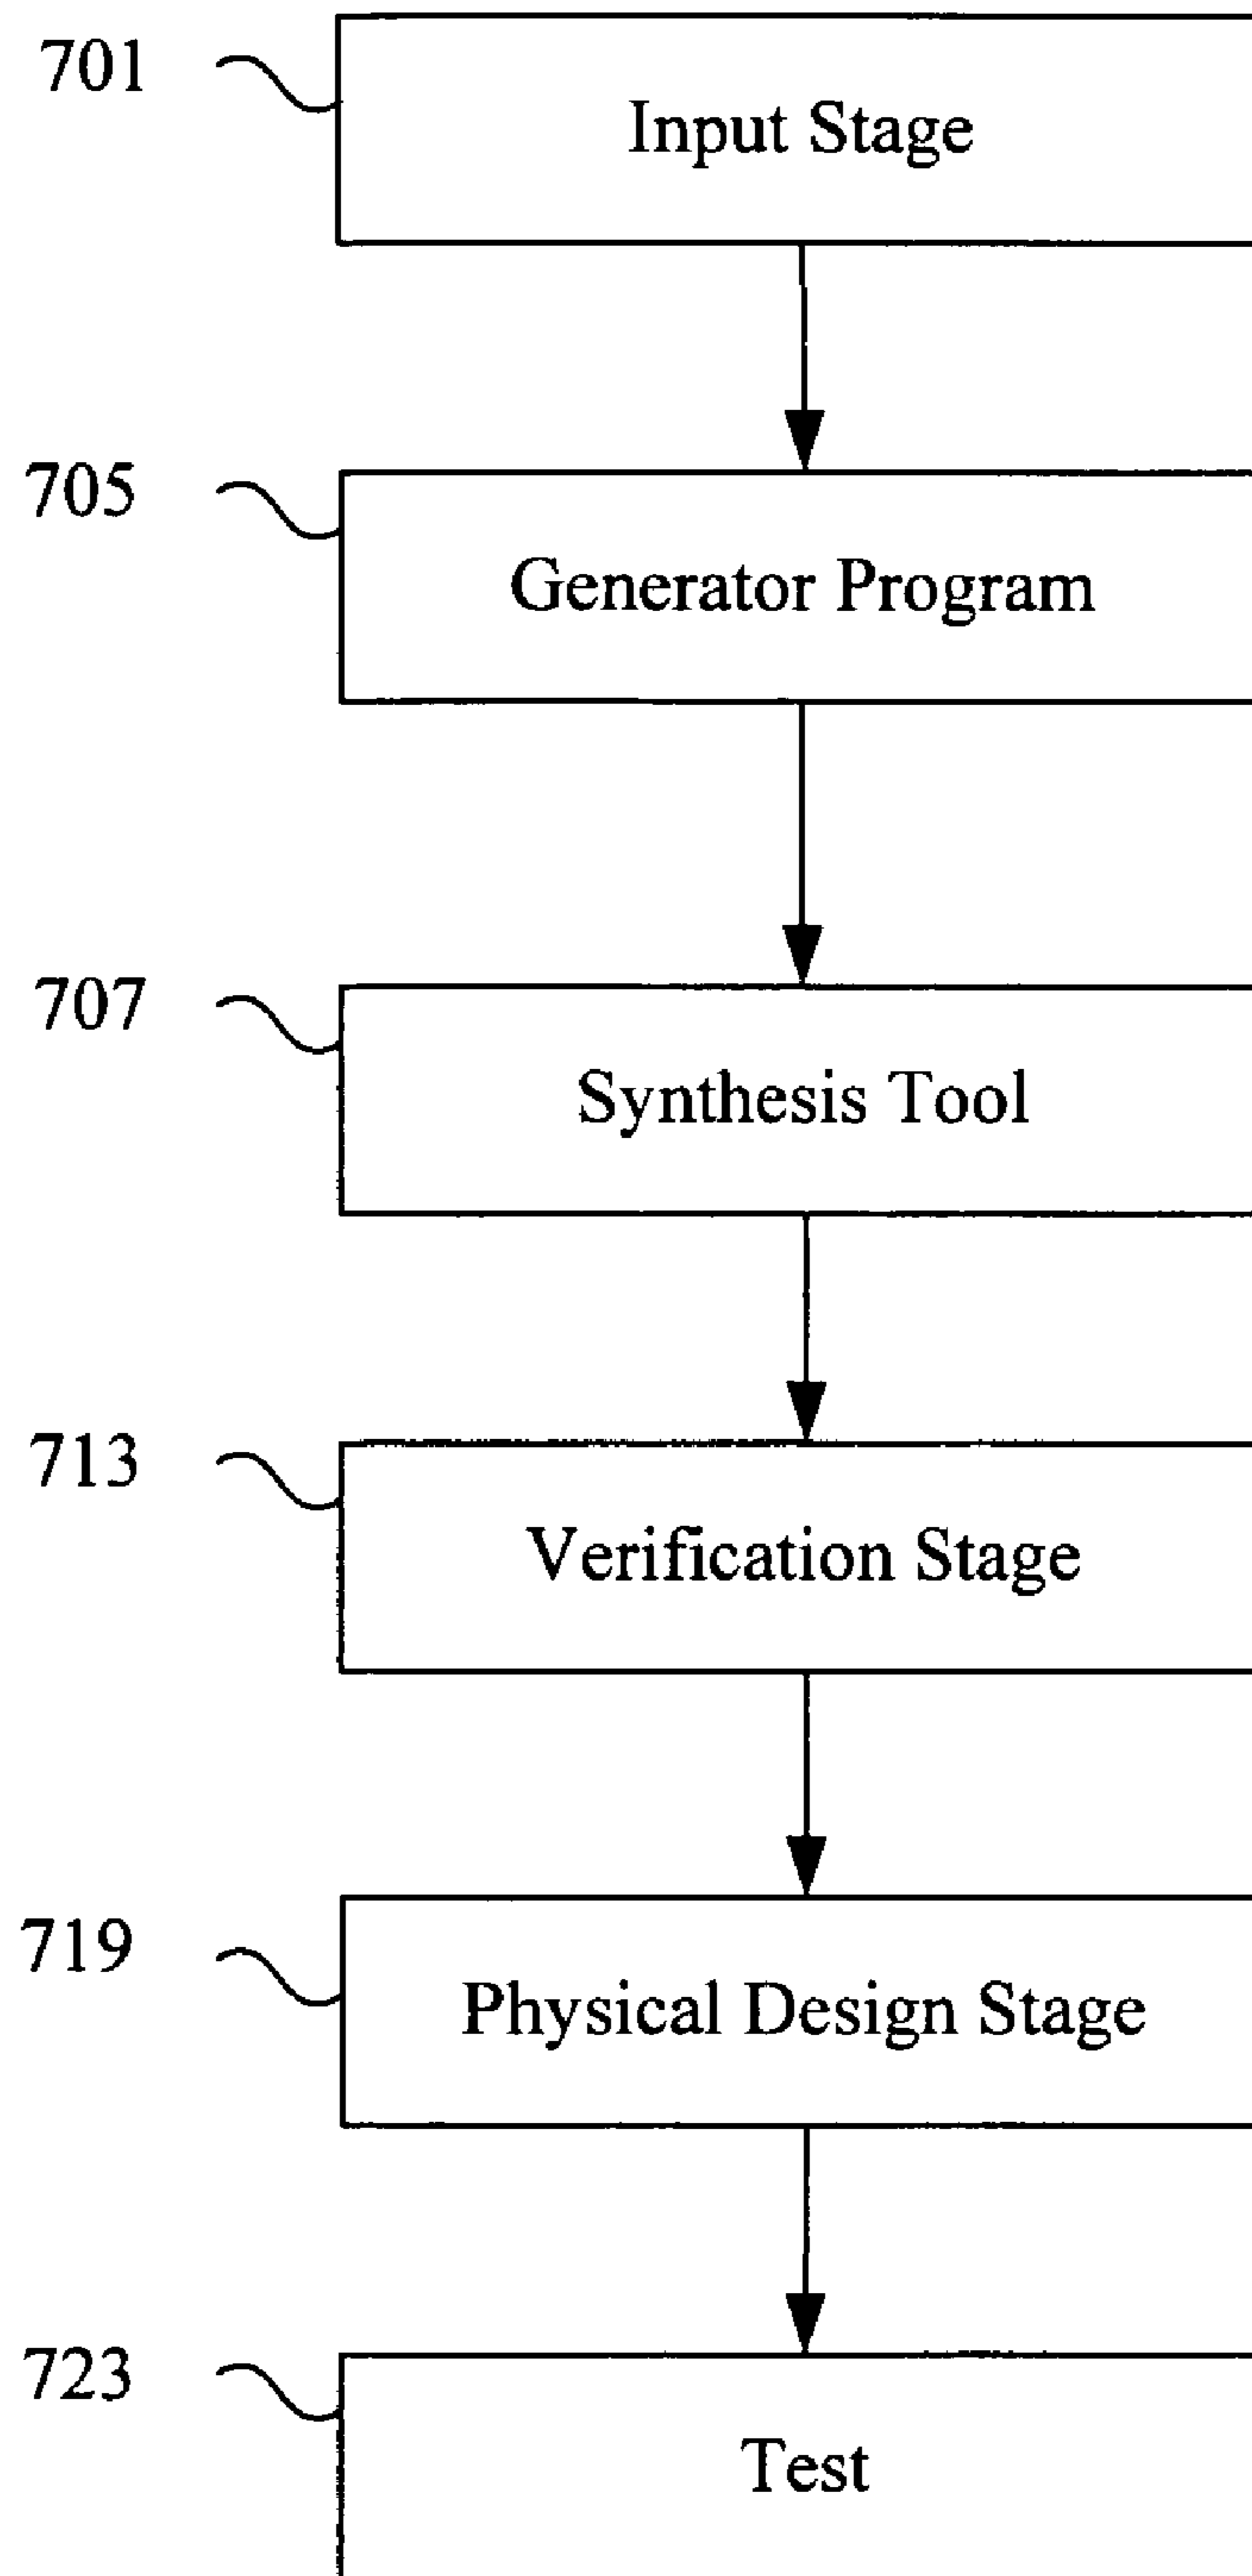 701
Input Stage
705
Generator Program
707
Synthesis Tool
713
Verification Stage
719
Physical Design Stage
723
Test